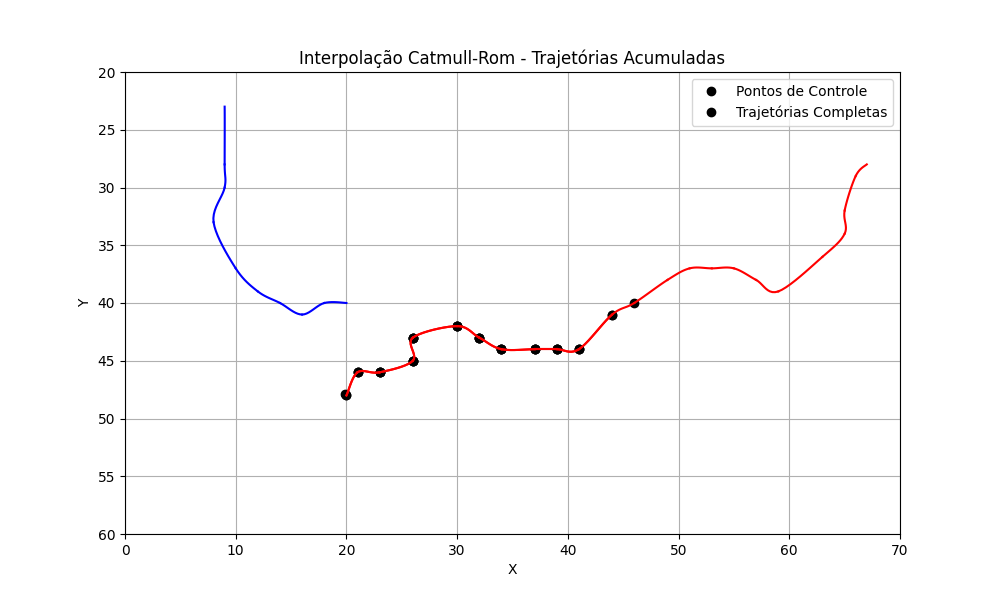 Interpolação Catmull-Rom - Trajetórias Acumuladas
Pontos de Controle
Trajetórias Completas
20
25
30
35
40
45
50
55
60
Y
0 10 20 30 40 50 60 70
X